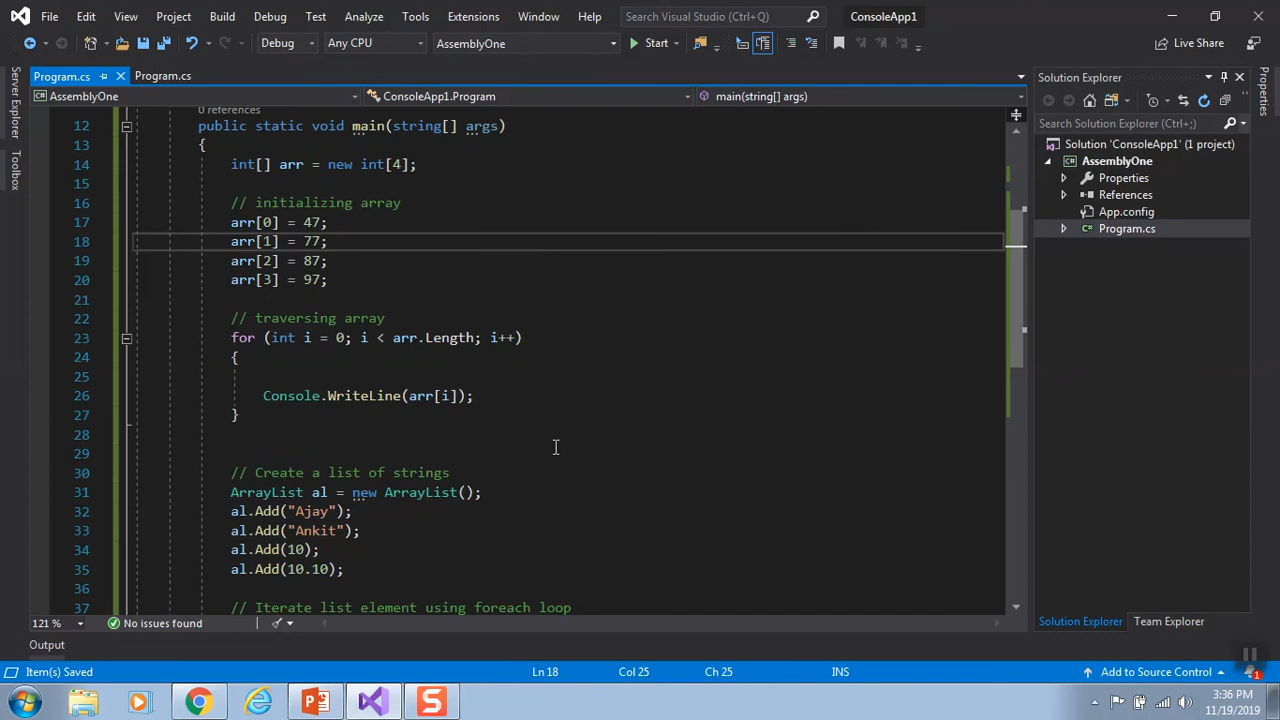 File Edit View Project Build Debug Test Analyze Tools Extensions Window Help Search Visual Studio (Ctrl+Q) ConsoleApp1
Debug Any CPU AssemblyOne Start Live Share
Program.cs Program.cs Solution Explorer
AssemblyOne ConsoleApp1.Program main(string[] args)
Server Explorer
Toolbox
Properties
Search Solution Explorer (Ctrl+;)
Solution 'ConsoleApp1' (1 project)
AssemblyOne
Properties
References
App.config
Program.cs
0 references
12 public static void main(string[] args)
13 {
14 int[] arr = new int[4];
15
16 // initializing array
17 arr[0] = 47;
18 arr[1] = 77;
19 arr[2] = 87;
20 arr[3] = 97;
21
22 // traversing array
23 for (int i = 0; i < arr.Length; i++)
24 {
25
26 Console.WriteLine(arr[i]);
27 }
28
29
30 // Create a list of strings
31 ArrayList al = new ArrayList();
32 al.Add("Ajay");
33 al.Add("Ankit");
34 al.Add(10);
35 al.Add(10.10);
36
37 // Iterate list element using foreach loop
121 % No issues found
Solution Explorer Team Explorer
Output
Item(s) Saved Ln 18 Col 25 Ch 25 INS Add to Source Control 1
3:36 PM
11/19/2019